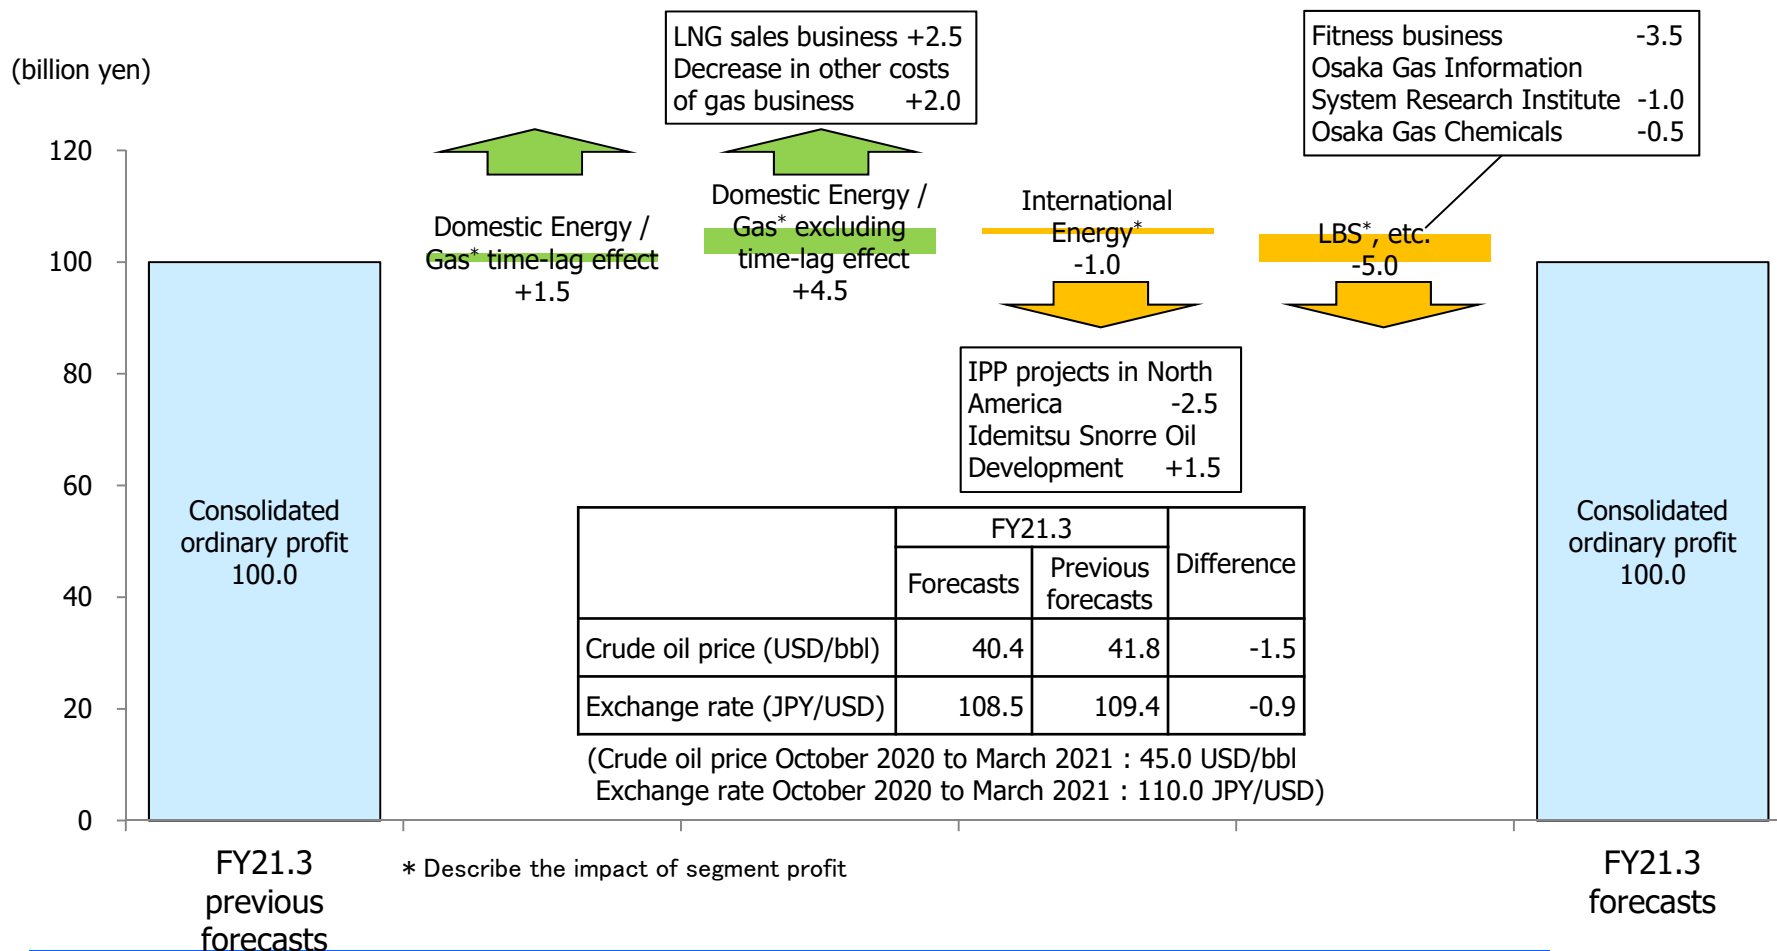 (billion yen)
LNG sales business +2.5
Decrease in other costs
of gas business +2.0
Fitness business -3.5
Osaka Gas Information
System Research Institute -1.0
Osaka Gas Chemicals -0.5
120
100
80
60
40
20
0
Domestic Energy /
Gas* time-lag effect
+1.5
Domestic Energy /
Gas* excluding
time-lag effect
+4.5
International
Energy*
-1.0
LBS*, etc.
-5.0
IPP projects in North
America -2.5
Idemitsu Snorre Oil
Development +1.5
Consolidated
ordinary profit
100.0
Consolidated
ordinary profit
100.0
FY21.3
Forecasts
Previous
forecasts
Difference
Crude oil price (USD/bbl) 40.4 41.8 -1.5
Exchange rate (JPY/USD) 108.5 109.4 -0.9
(Crude oil price October 2020 to March 2021 : 45.0 USD/bbl
Exchange rate October 2020 to March 2021 : 110.0 JPY/USD)
FY21.3
previous
forecasts
* Describe the impact of segment profit
FY21.3
forecasts